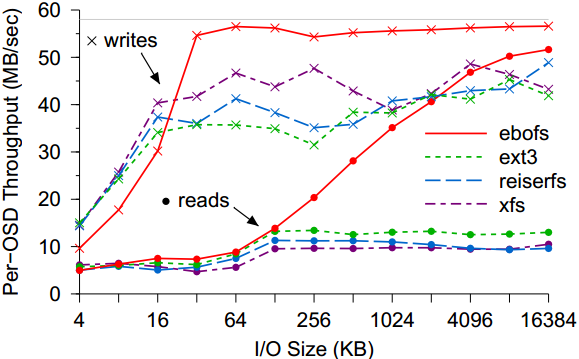 60
50
40
30
20
10
0
Per-OSD Throughput (MB/sec)
writes
reads
ebofs
ext3
reiserfs
xfs
4 16 64 256 1024 4096 16384
I/O Size (KB)